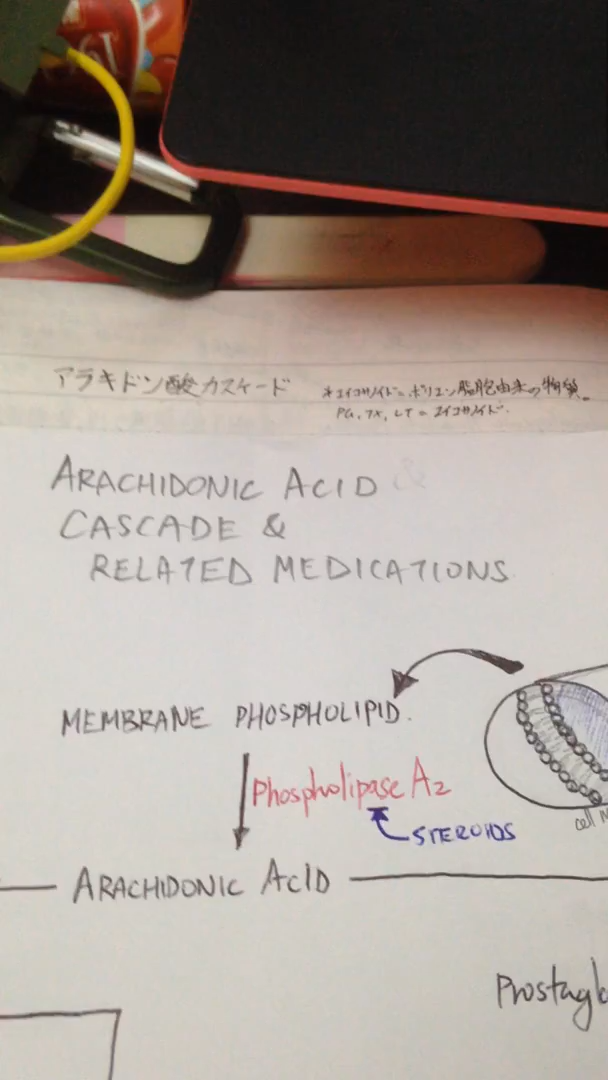 アラキドン酸カスケード
*エイコサノイド=ポリエン脂肪由来の物質。
PG, TX, LT = エイコサノイド.
ARACHIDONIC ACID
CASCADE &
RELATED MEDICATIONS
MEMBRANE PHOSPHOLIPID.
Phospholipase A2
STEROIDS
cell
ARACHIDONIC ACID
Prostagl